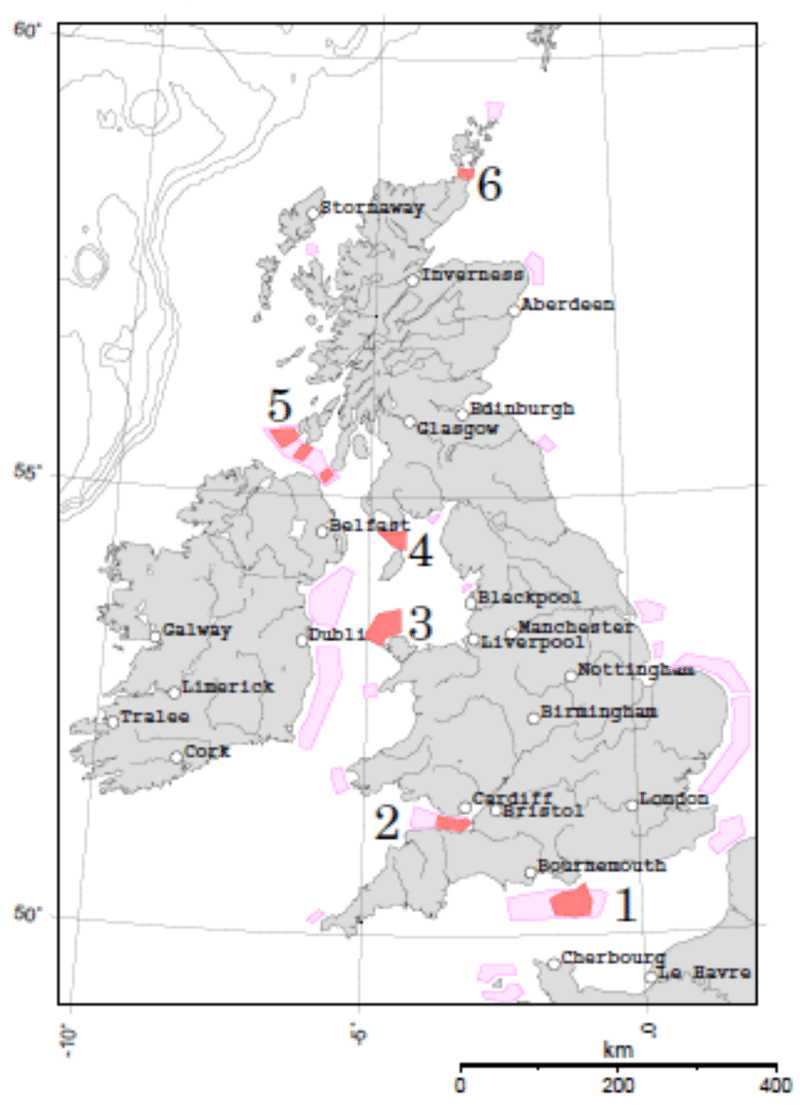 60°
6
Stornaway
Inverness
Aberdeen
5
Edinburgh
Glasgow
55°
Belfast
4
Blackpool
3
Galway
Dubli
Manchester
Liverpool
Nottingham
Limerick
Tralee
Birmingham
Cork
Cardiff
London
2
Bristol
Bournemouth
1
50°
Cherbourg
Le Havre
-10°
-5°
-0°
km
0 200 400